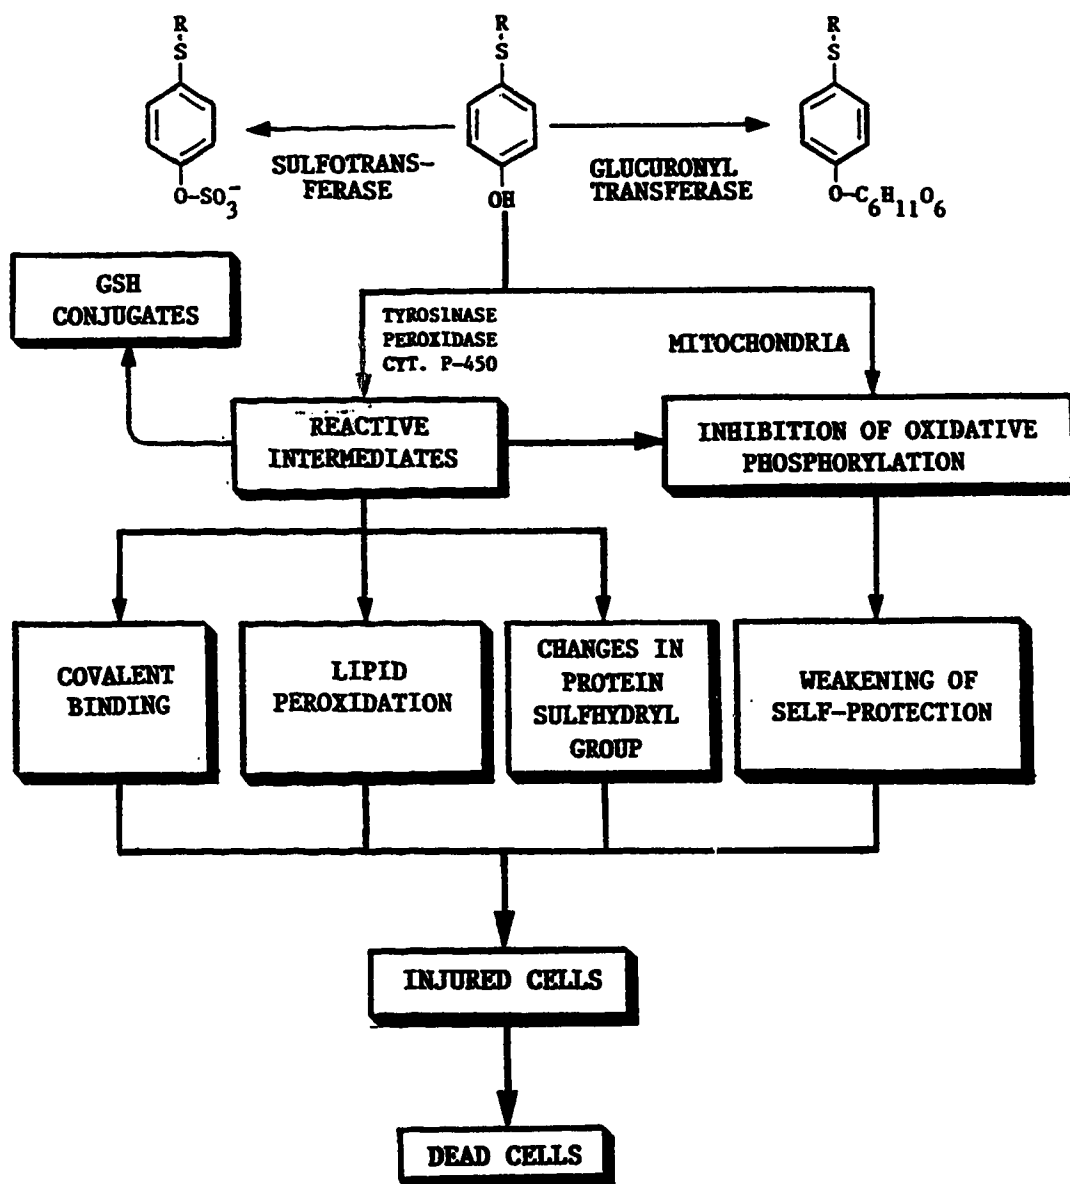 R
S
O-SO3-
SULFOTRANS-
FERASE
R
S
OH
GLUCURONYL
TRANSFERASE
R
S
O-C6H11O6
GSH
CONJUGATES
TYROSINASE
PEROXIDASE
CYT. P-450
MITOCHONDRIA
REACTIVE
INTERMEDIATES
INHIBITION OF OXIDATIVE
PHOSPHORYLATION
COVALENT
BINDING
LIPID
PEROXIDATION
CHANGES IN
PROTEIN
SULFHYDRYL
GROUP
WEAKENING OF
SELF-PROTECTION
INJURED CELLS
DEAD CELLS